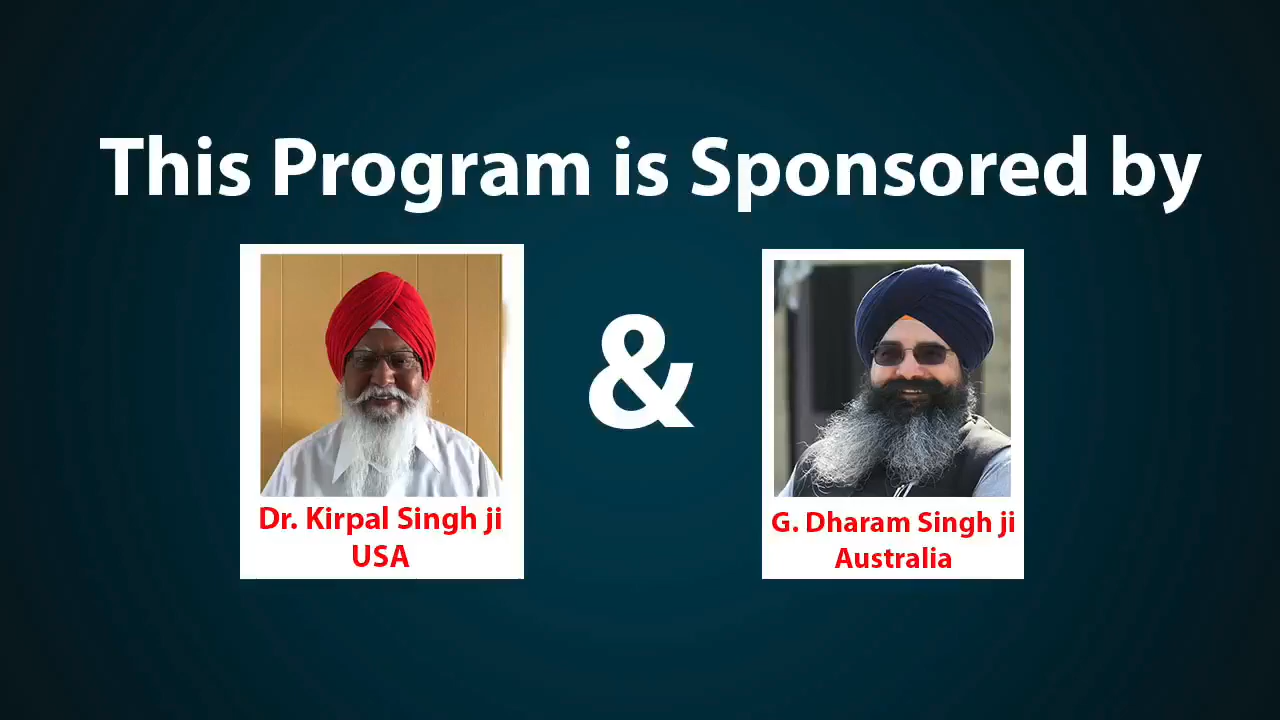 This Program is Sponsored by
&
Dr. Kirpal Singh ji
USA
G. Dharam Singh ji
Australia